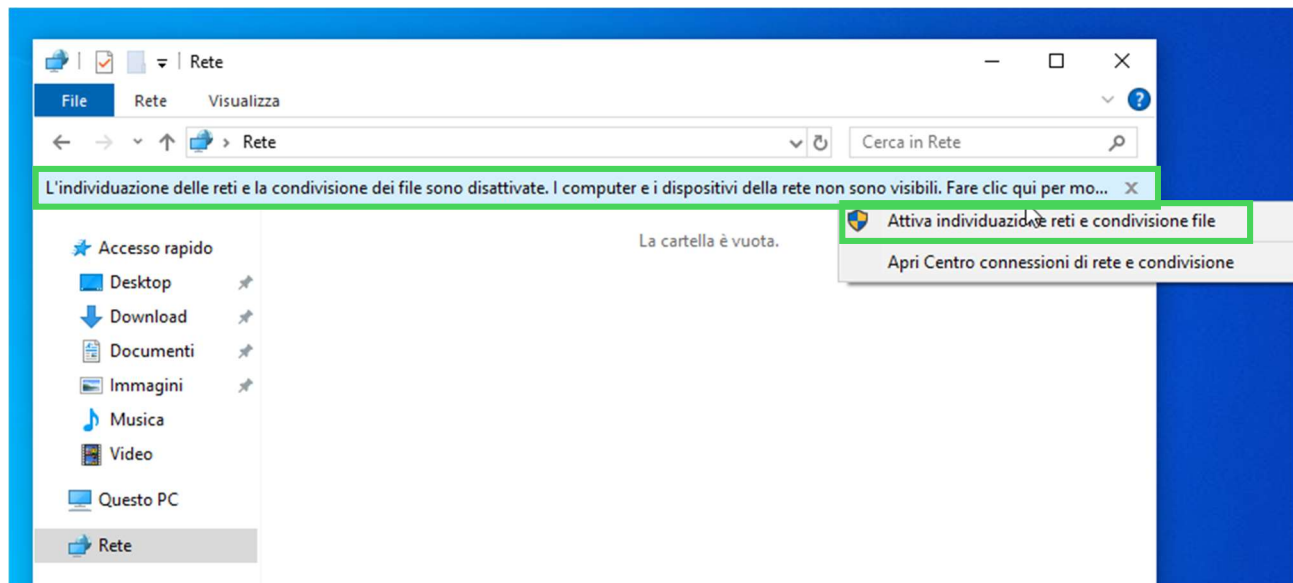 Rete
File Rete Visualizza
Rete
Cerca in Rete
L'individuazione delle reti e la condivisione dei file sono disattivate. I computer e i dispositivi della rete non sono visibili. Fare clic qui per mo...
Attiva individuazione reti e condivisione file
Apri Centro connessioni di rete e condivisione
La cartella è vuota.
Accesso rapido
Desktop
Download
Documenti
Immagini
Musica
Video
Questo PC
Rete